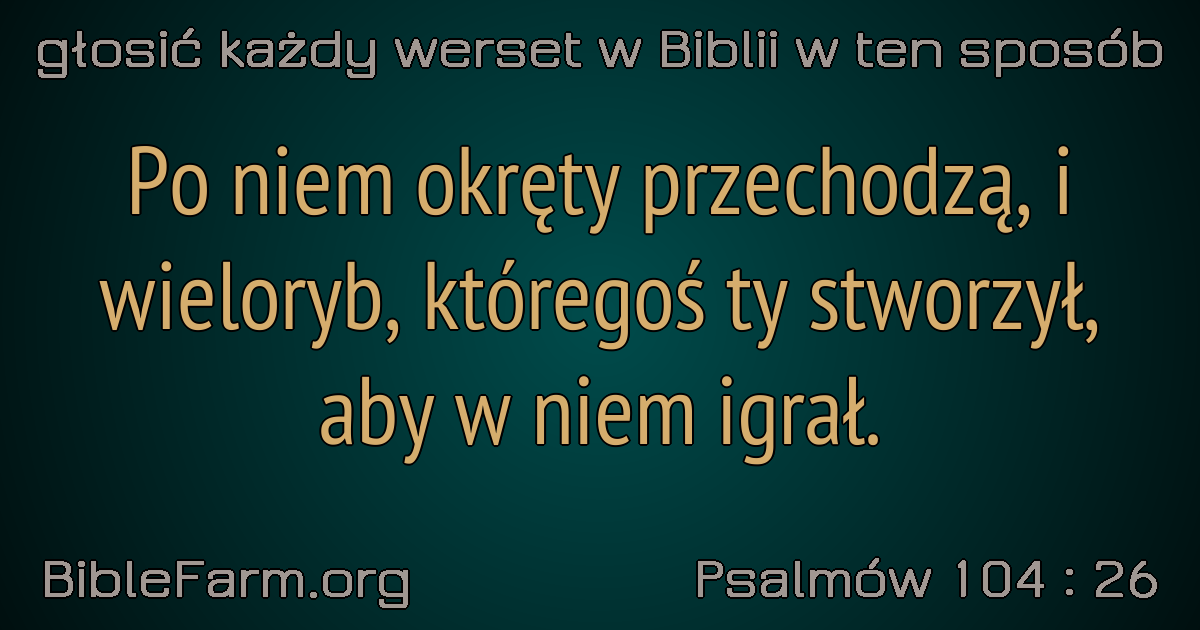 głosić każdy werset w Biblii w ten sposób
Po niem okręty przechodzą, i
wieloryb, któregoś ty stworzył,
aby w niem igrał.
BibleFarm.org
Psalmów 104 : 26